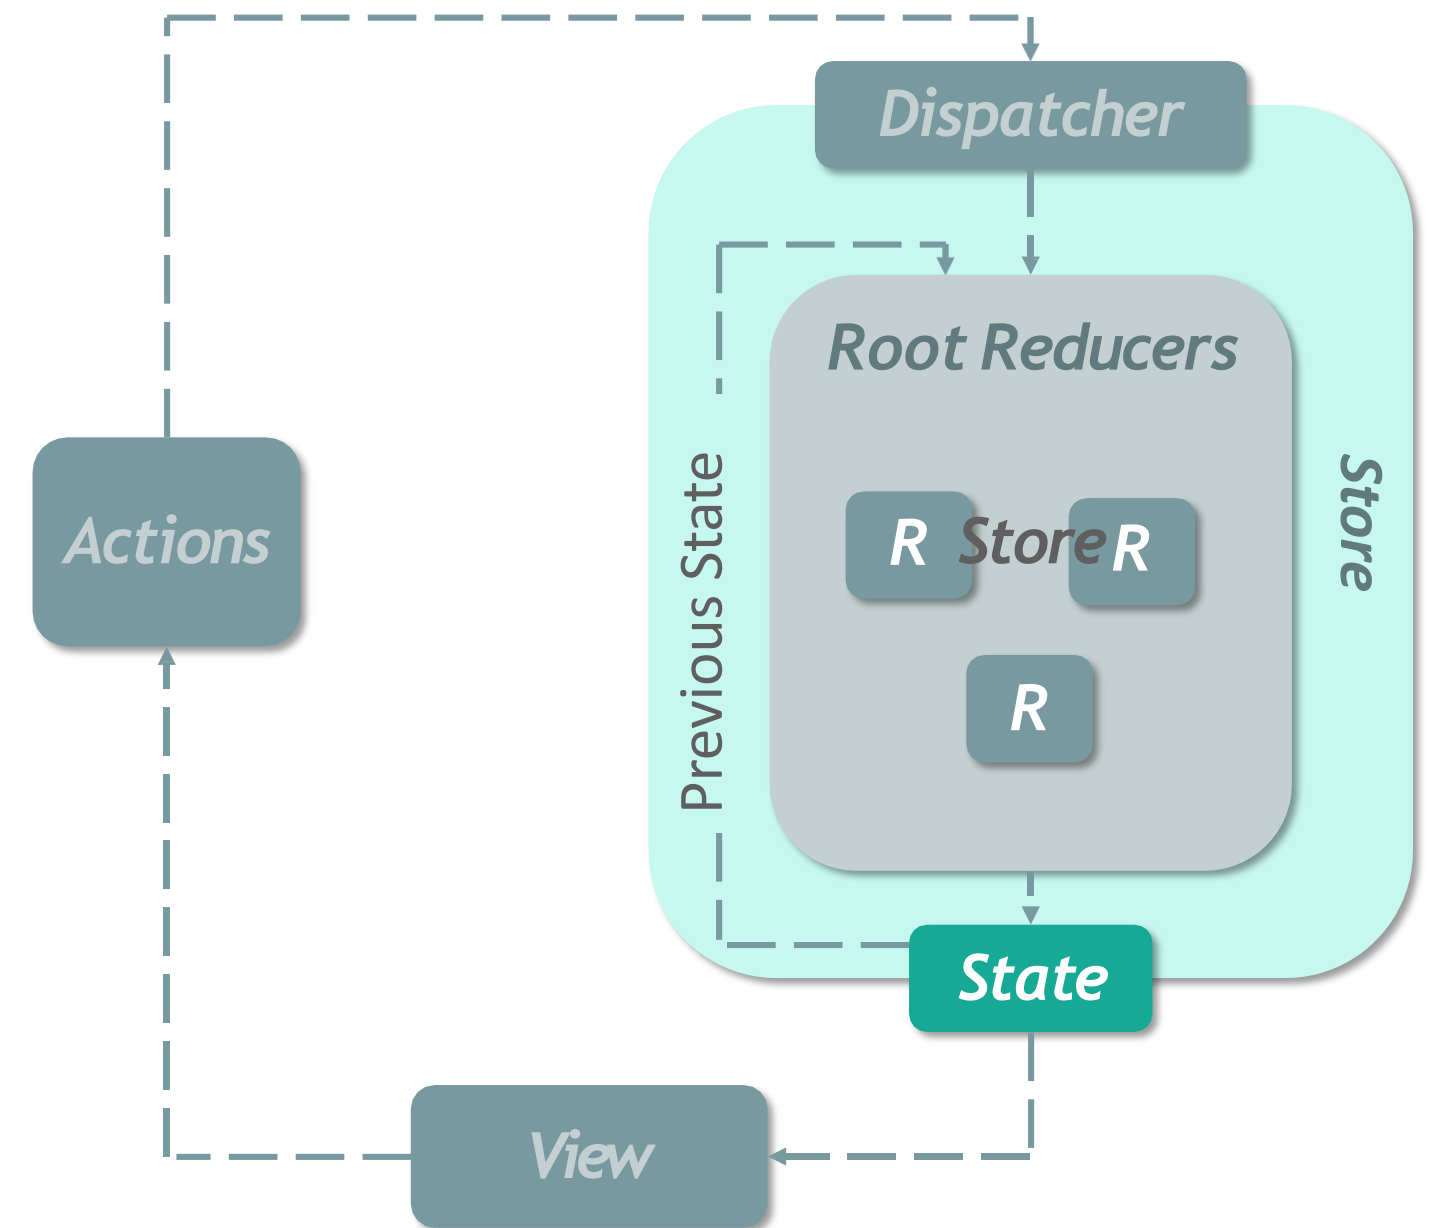 Dispatcher
Root Reducers
Actions
Previous State
R
Store
R
Store
R
State
View